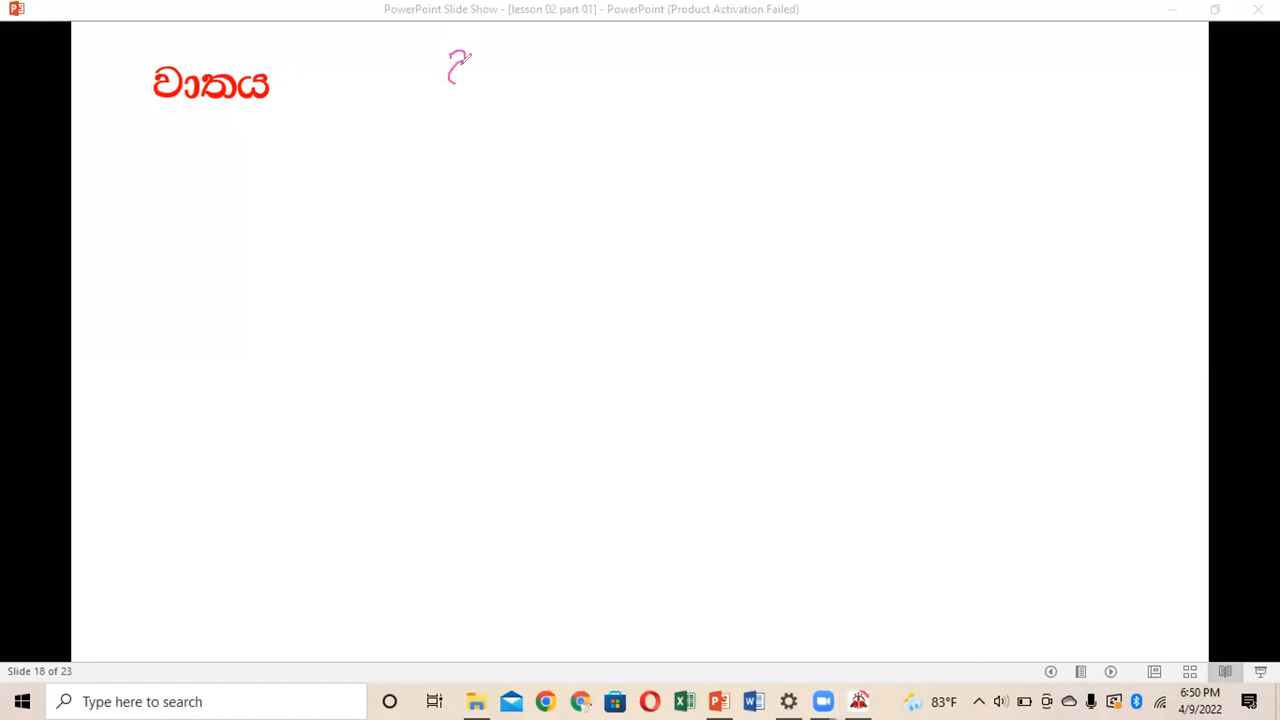 PowerPoint Slide Show - [lesson 02 part 01] - PowerPoint (Product Activation Failed)
වාතය
Slide 18 of 23
Type here to search
83°F
6:50 PM
4/9/2022